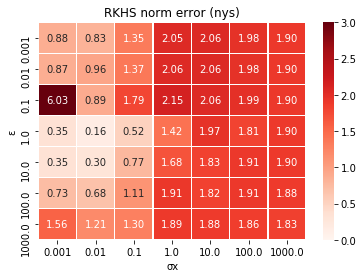 RKHS norm error (nys)
0.001 0.88 0.83 1.35 2.05 2.06 1.98 1.90
0.01 0.87 0.96 1.37 2.06 2.06 1.98 1.90
0.1 6.03 0.89 1.79 2.15 2.06 1.99 1.90
ε
1.0 0.35 0.16 0.52 1.42 1.97 1.81 1.90
10.0 0.35 0.30 0.77 1.68 1.83 1.91 1.90
100.0 0.73 0.68 1.11 1.91 1.82 1.91 1.88
1000.0 1.56 1.21 1.30 1.89 1.88 1.86 1.83
0.001 0.01 0.1 1.0 10.0 100.0 1000.0
σx
3.0
2.5
2.0
1.5
1.0
0.5
0.0